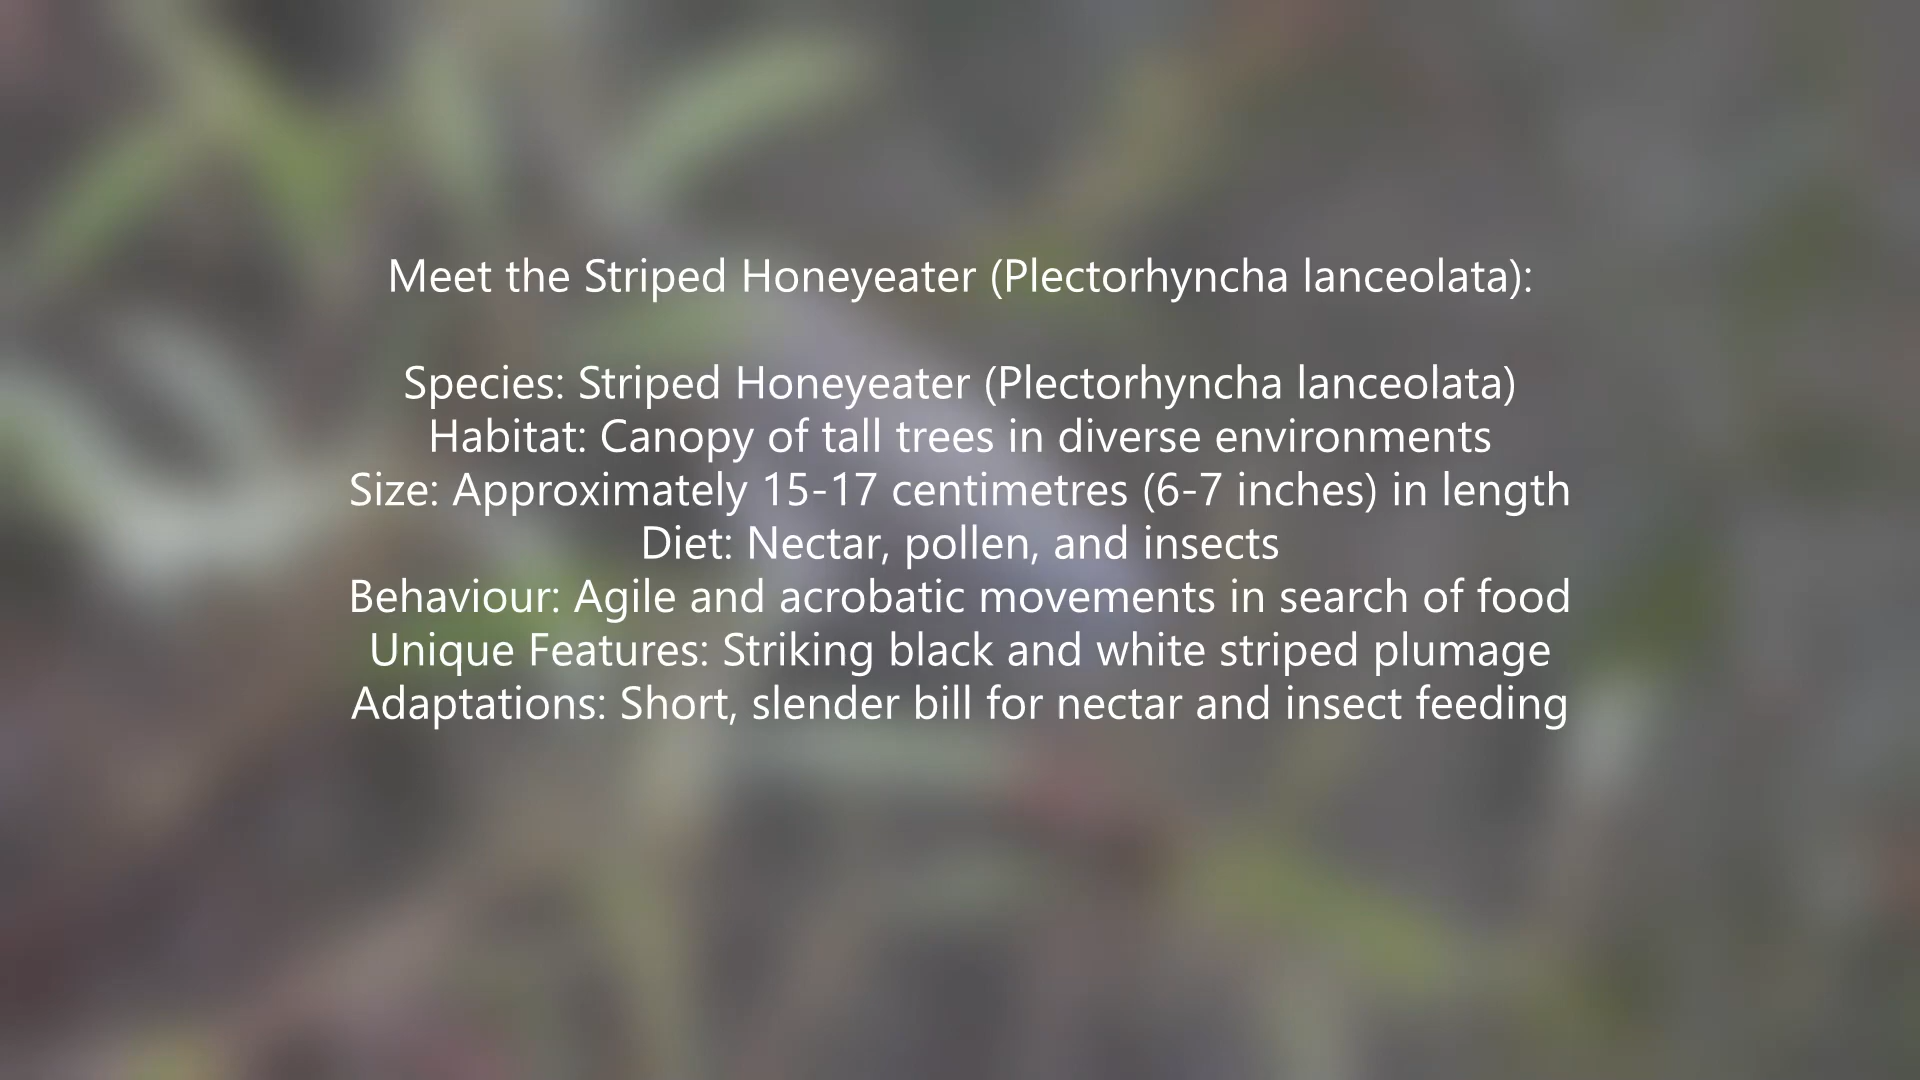 Meet the Striped Honeyeater (Plectorhyncha lanceolata):
Species: Striped Honeyeater (Plectorhyncha lanceolata)
Habitat: Canopy of tall trees in diverse environments
Size: Approximately 15-17 centimetres (6-7 inches) in length
Diet: Nectar, pollen, and insects
Behaviour: Agile and acrobatic movements in search of food
Unique Features: Striking black and white striped plumage
Adaptations: Short, slender bill for nectar and insect feeding